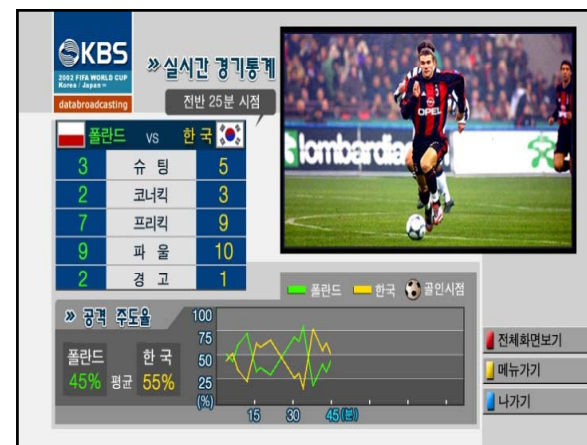 KBS
2002 FIFA WORLD CUP
Korea / Japan
databroadcasting
» 실시간 경기통계
전반 25분 시점
폴란드 VS 한국
3 슈 팅 5
2 코너킥 3
7 프리킥 9
9 파 울 10
2 경 고 1
OPEL
lombardia
폴란드 한국 골인시점
» 공격 주도율
폴란드 한 국
45% 평균 55%
100
75
50
25
(%)
15 30 45(분)
전체화면보기
메뉴가기
나가기